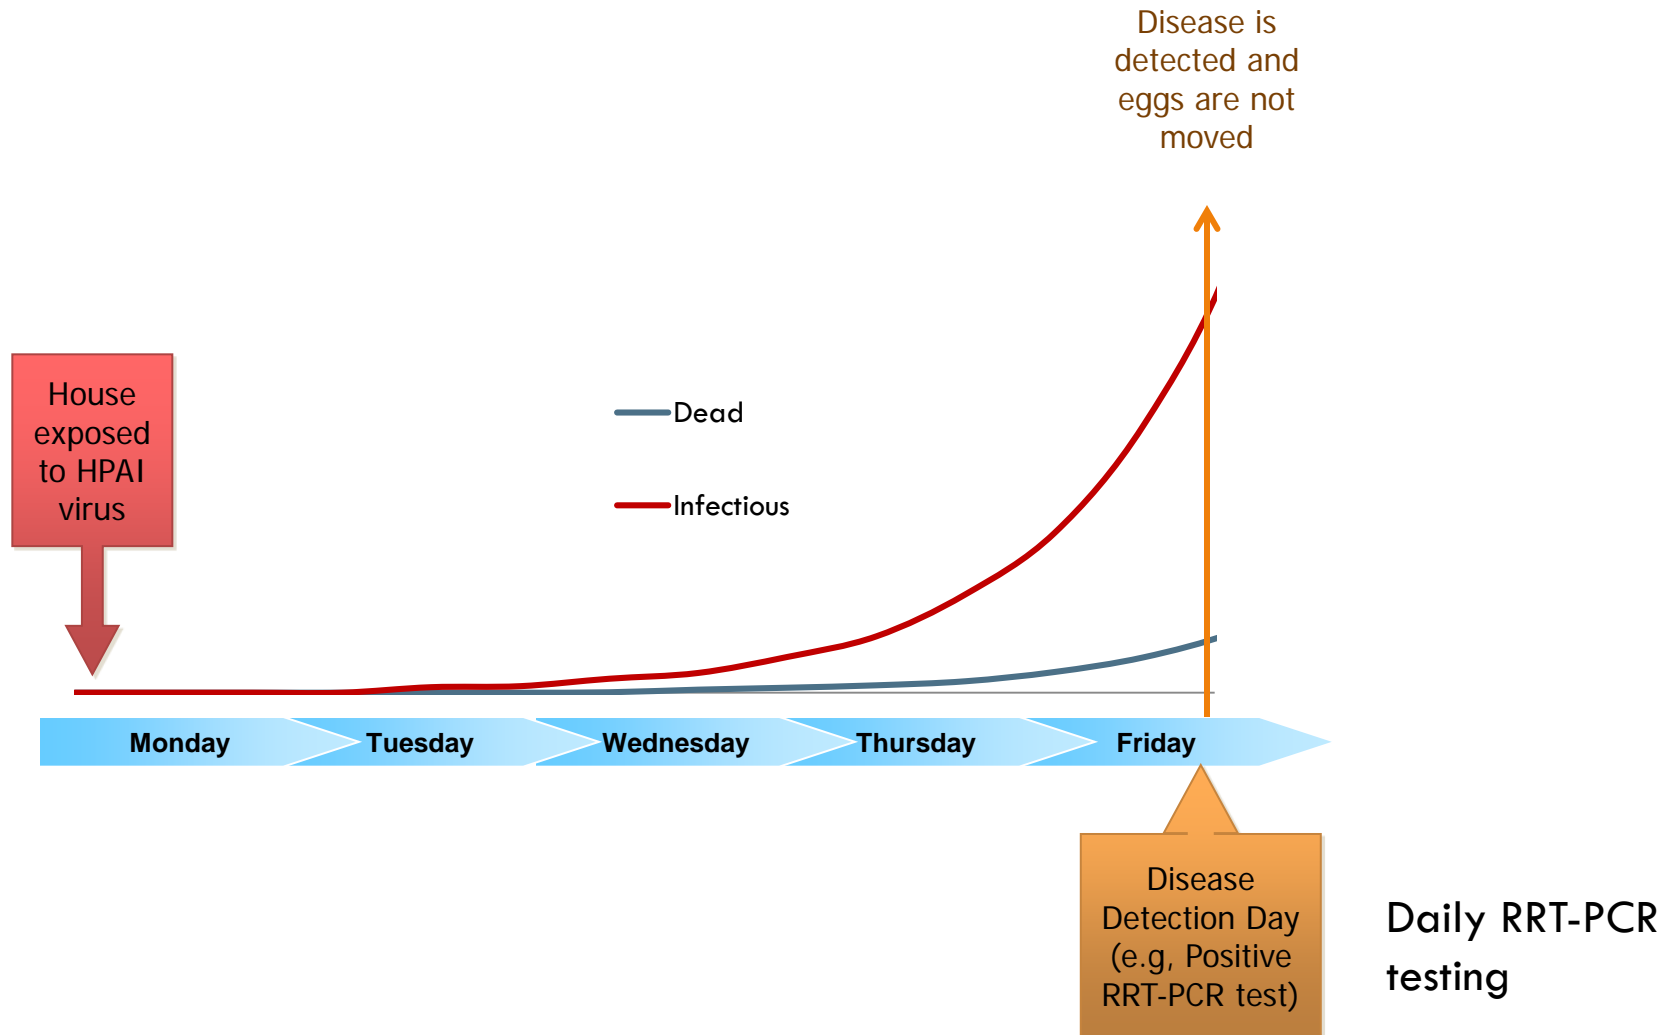 Disease is
detected and
eggs are not
moved
House
exposed
to HPAI
virus
Dead
Infectious
Monday
Tuesday
Wednesday
Thursday
Friday
Disease
Detection Day
(e.g, Positive
RRT-PCR test)
Daily RRT-PCR
testing